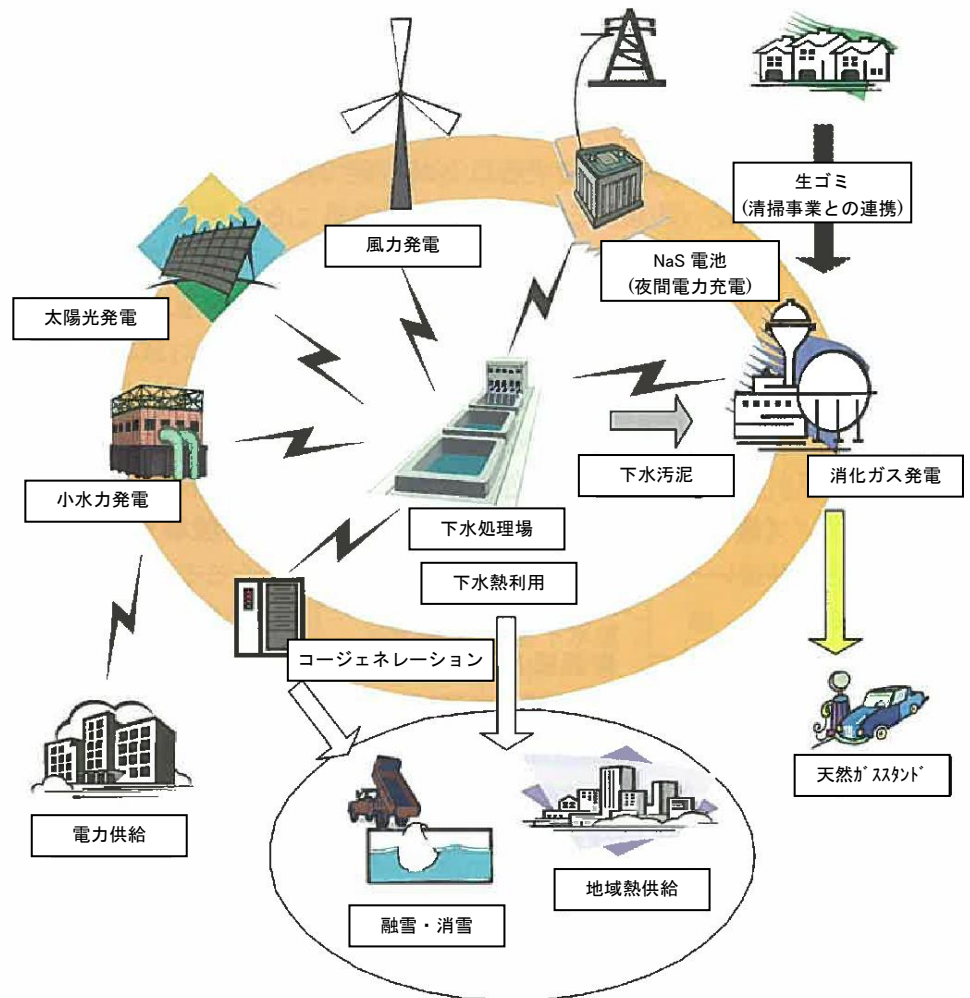 生ゴミ
(清掃事業との連携)
風力発電
NaS 電池
(夜間電力充電)
太陽光発電
下水汚泥
消化ガス発電
小水力発電
下水処理場
下水熱利用
コージェネレーション
天然ガススタンド
電力供給
地域熱供給
融雪・消雪